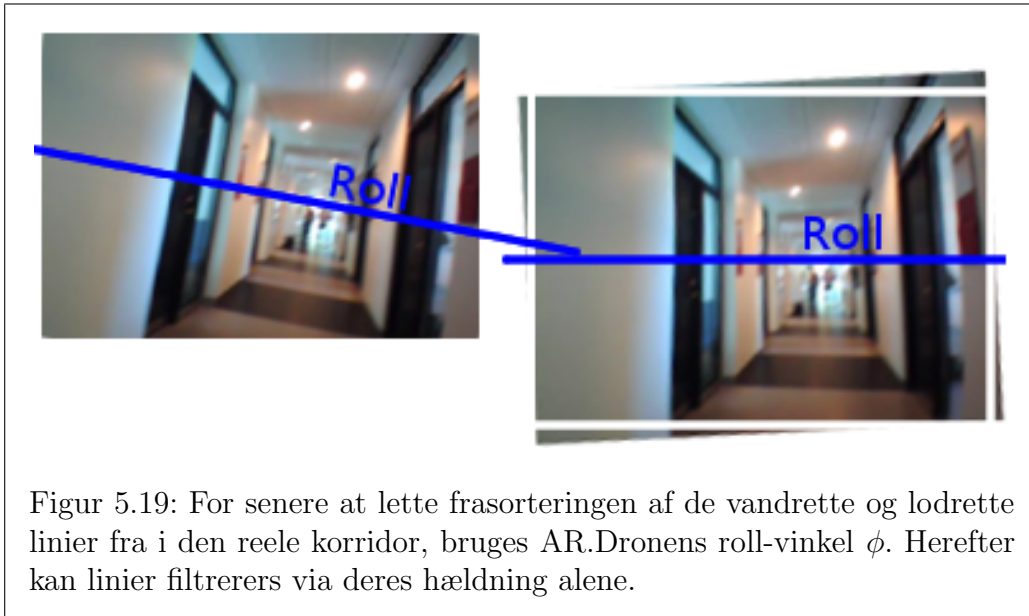 Roll
Roll
Figur 5.19: For senere at lette frasorteringen af de vandrette og lodrette
linier fra i den reele korridor, bruges AR.Dronens roll-vinkel ϕ. Herefter
kan linier filtrerers via deres hældning alene.